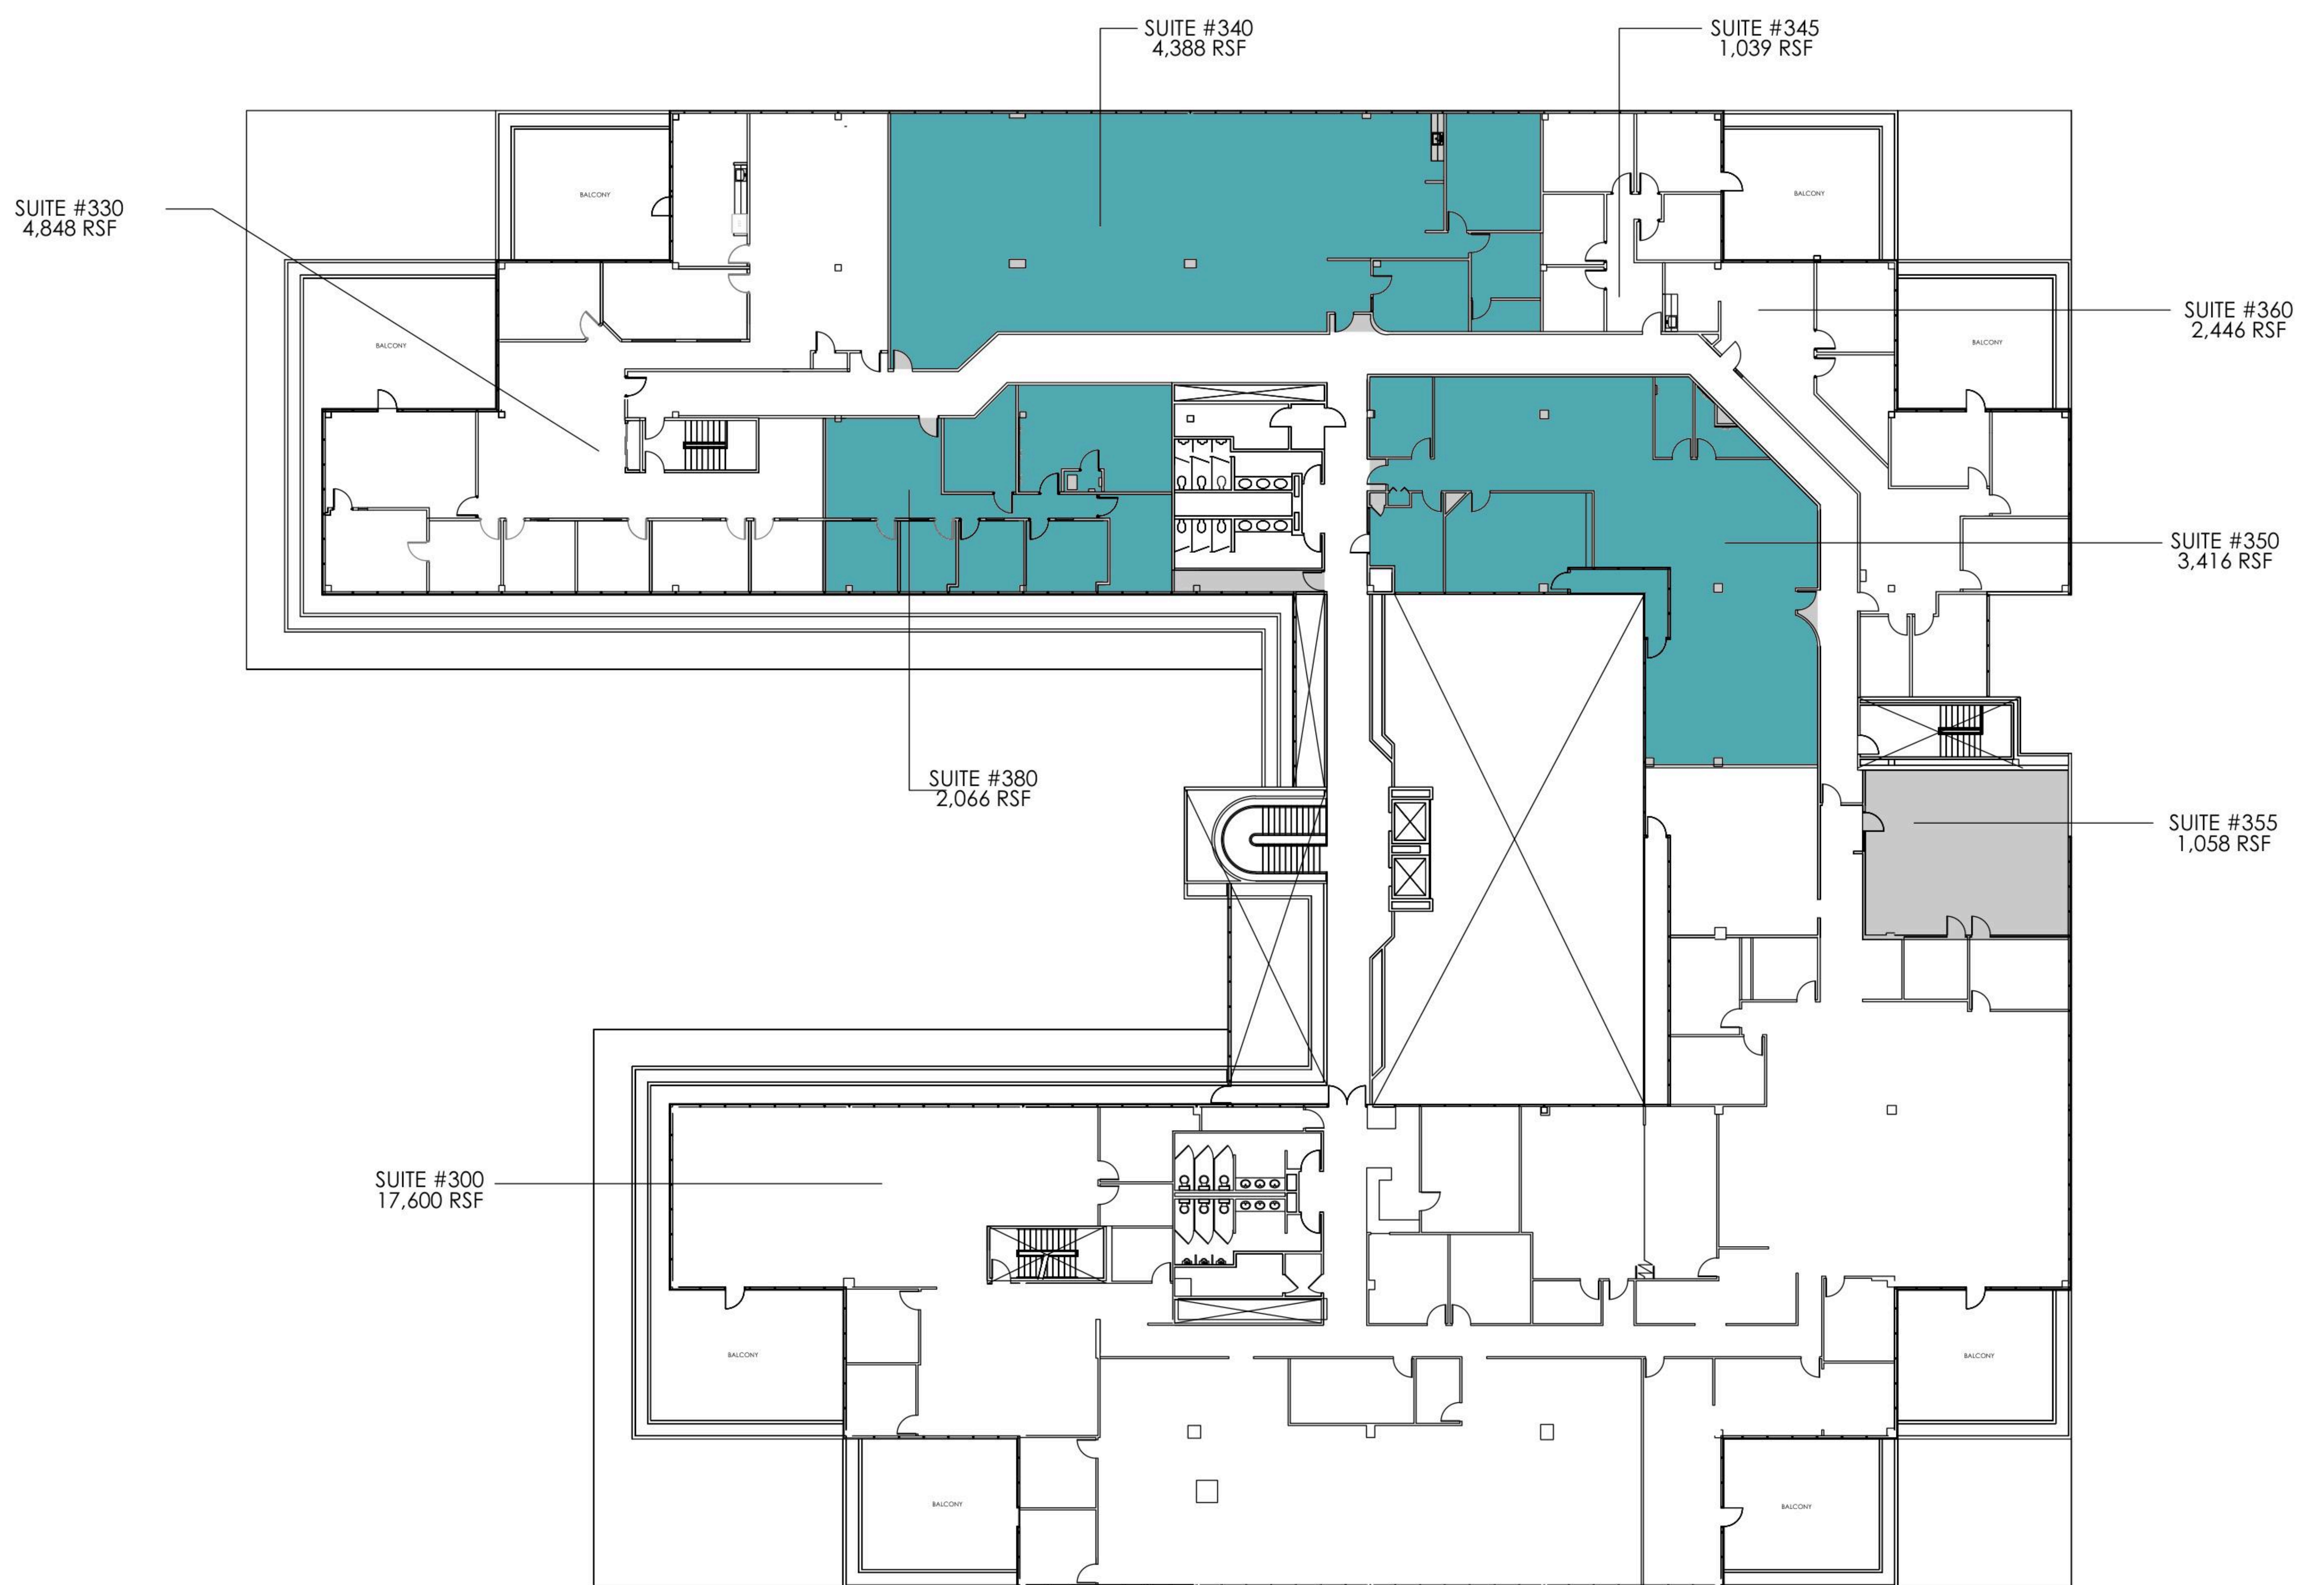 SUITE #340
4,388 RSF
SUITE #345
1,039 RSF
BALCONY
BALCONY
SUITE #330
4,848 RSF
SUITE #360
2,446 RSF
BALCONY
BALCONY
SUITE #350
3,416 RSF
SUITE #380
2,066 RSF
SUITE #355
1,058 RSF
SUITE #300
17,600 RSF
BALCONY
BALCONY
BALCONY
BALCONY